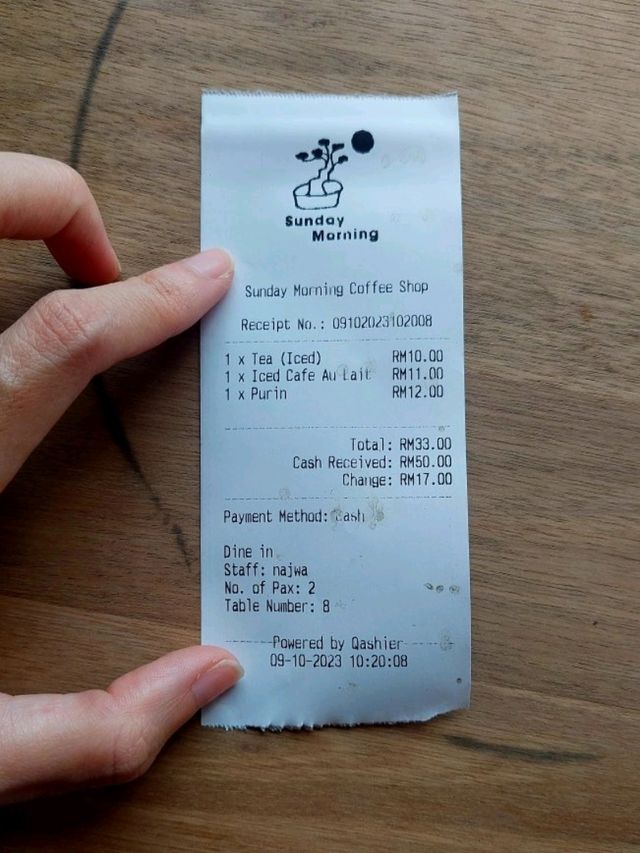 Sunday
Morning
Sunday Morning Coffee Shop
Receipt No.: 09102023102008
1 x Tea (Iced) RM10.00
1 x Iced Cafe Au Lait RM11.00
1 x Purin RM12.00
Total: RM33.00
Cash Received: RM50.00
Change: RM17.00
Payment Method: Cash
Dine in
Staff: najwa
No. of Pax: 2
Table Number: 8
Powered by Qashier
09-10-2023 10:20:08